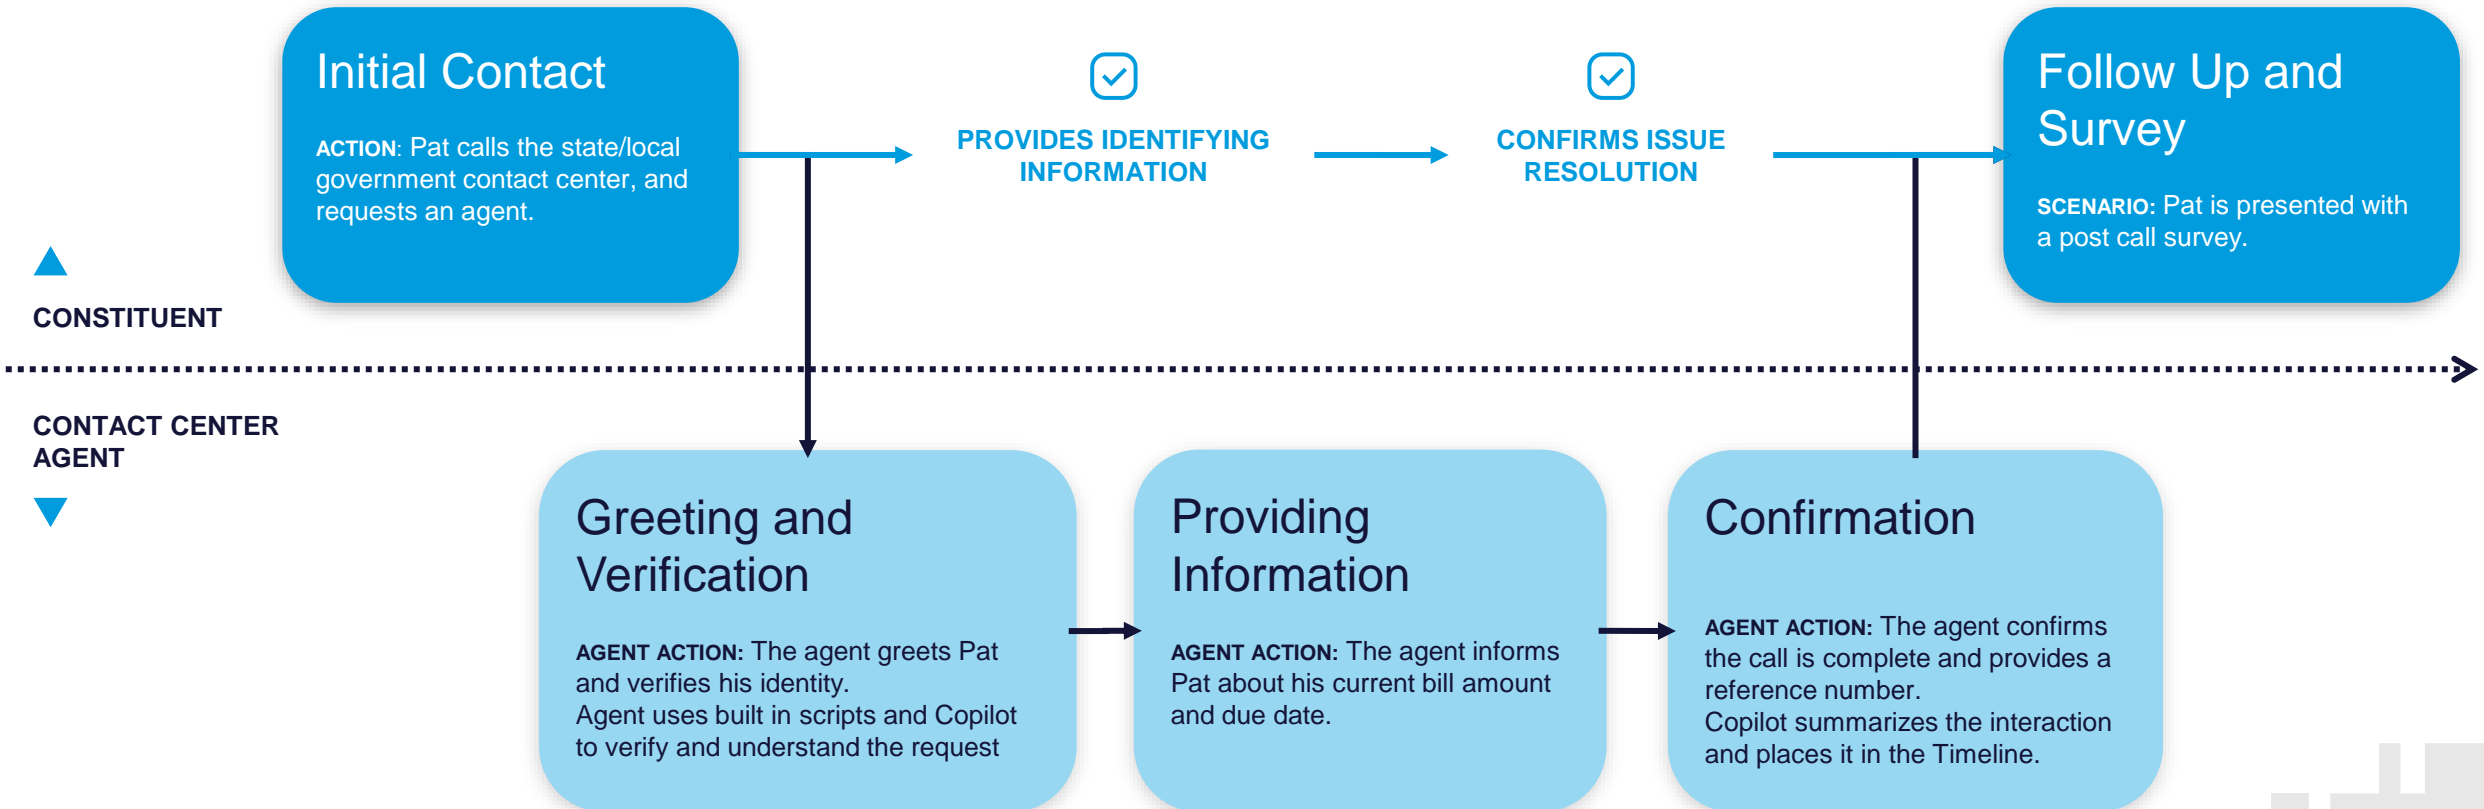 Initial Contact
ACTION: Pat calls the state/local
government contact center, and
requests an agent.
PROVIDES IDENTIFYING
INFORMATION
CONFIRMS ISSUE
RESOLUTION
Follow Up and
Survey
SCENARIO: Pat is presented with
a post call survey.
CONSTITUENT
CONTACT CENTER
AGENT
Greeting and
Verification
AGENT ACTION: The agent greets Pat
and verifies his identity.
Agent uses built in scripts and Copilot
to verify and understand the request
Providing
Information
AGENT ACTION: The agent informs
Pat about his current bill amount
and due date.
Confirmation
AGENT ACTION: The agent confirms
the call is complete and provides a
reference number.
Copilot summarizes the interaction
and places it in the Timeline.